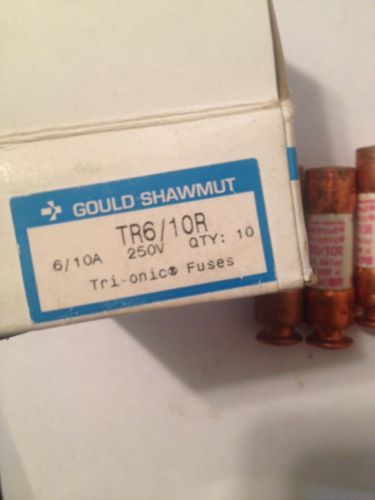 GOULD SHAWMUT
TR6/10R
6/10A 250V QTY: 10
Tri-onic® Fuses